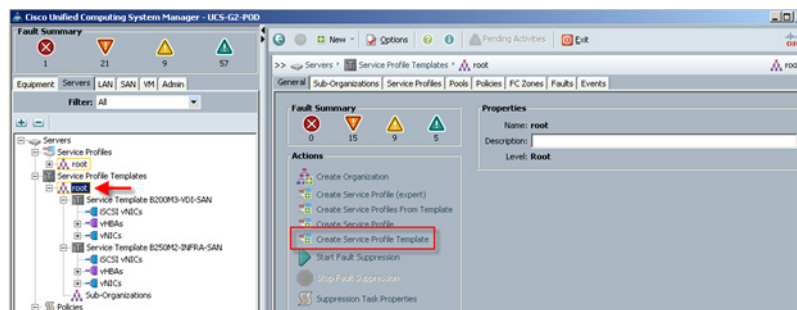 Cisco Unified Computing System Manager - UCS-G2-POD
Fault Summary
1 21 9 57
Equipment Servers LAN SAN VM Admin
Filter: All
Servers
Service Profiles
root
Service Profile Templates
root
Service Template B200M3-VDI-SAN
iSCSI vNICs
vHBAs
vNICs
Service Template B250M2-INFRA-SAN
iSCSI vNICs
vHBAs
vNICs
Sub-Organizations
Policies
New Options Pending Activities Exit
>> Servers Service Profile Templates root
General Sub-Organizations Service Profiles Pools Policies FC Zones Faults Events
Fault Summary
0 15 9 5
Actions
Create Organization
Create Service Profile (expert)
Create Service Profiles From Template
Create Service Profile
Create Service Profile Template
Start Fault Suppression
Stop Fault Suppression
Suppression Task Properties
Properties
Name: root
Description:
Level: Root